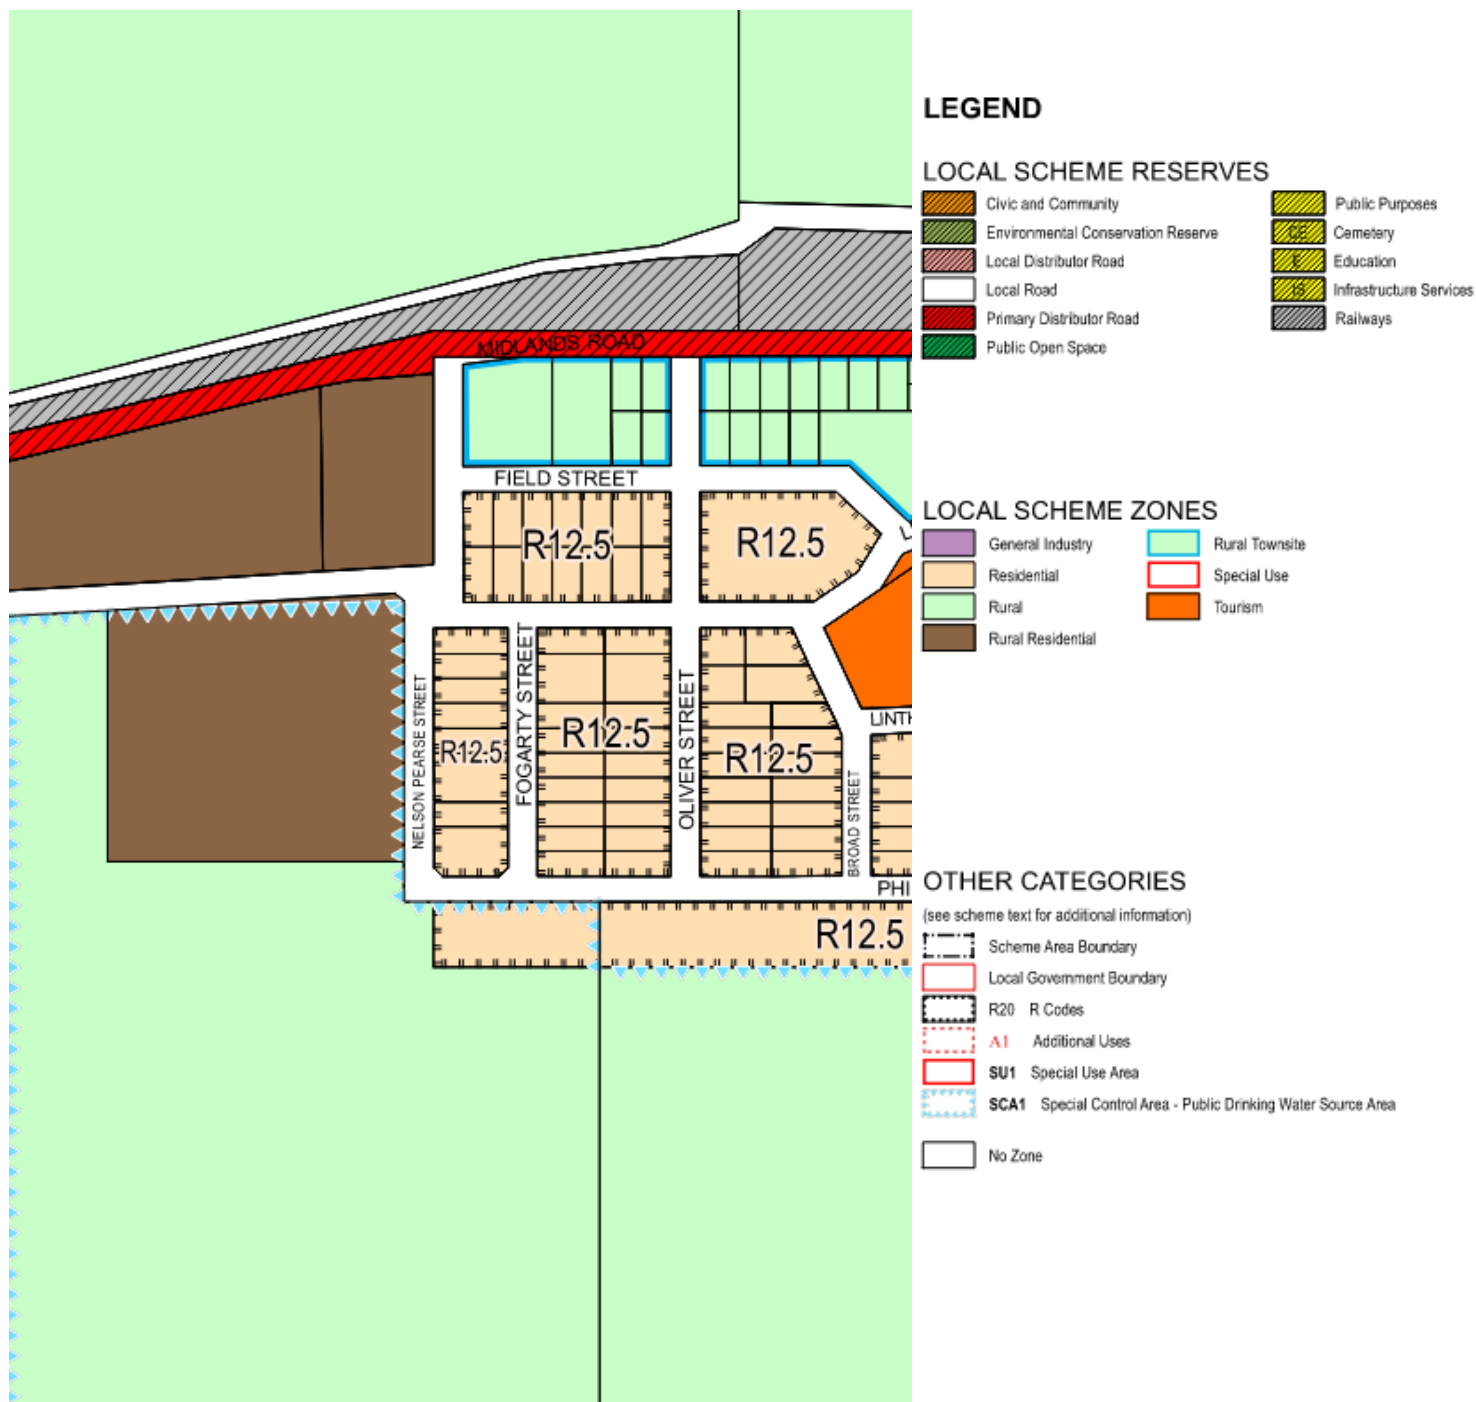 MIDLANDS ROAD
FIELD STREET
R12.5
R12.5
L
NELSON PEARSE STREET
R12.5
FOGARTY STREET
R12.5
OLIVER STREET
R12.5
BROAD STREET
LINTH
PHI
R12.5
LEGEND
LOCAL SCHEME RESERVES
Civic and Community
Environmental Conservation Reserve
Local Distributor Road
Local Road
Primary Distributor Road
Public Open Space
Public Purposes
CE Cemetery
E Education
IS Infrastructure Services
Railways
LOCAL SCHEME ZONES
General Industry
Residential
Rural
Rural Residential
Rural Townsite
Special Use
Tourism
OTHER CATEGORIES
(see scheme text for additional information)
Scheme Area Boundary
Local Government Boundary
R20 R Codes
A1 Additional Uses
SU1 Special Use Area
SCA1 Special Control Area - Public Drinking Water Source Area
No Zone